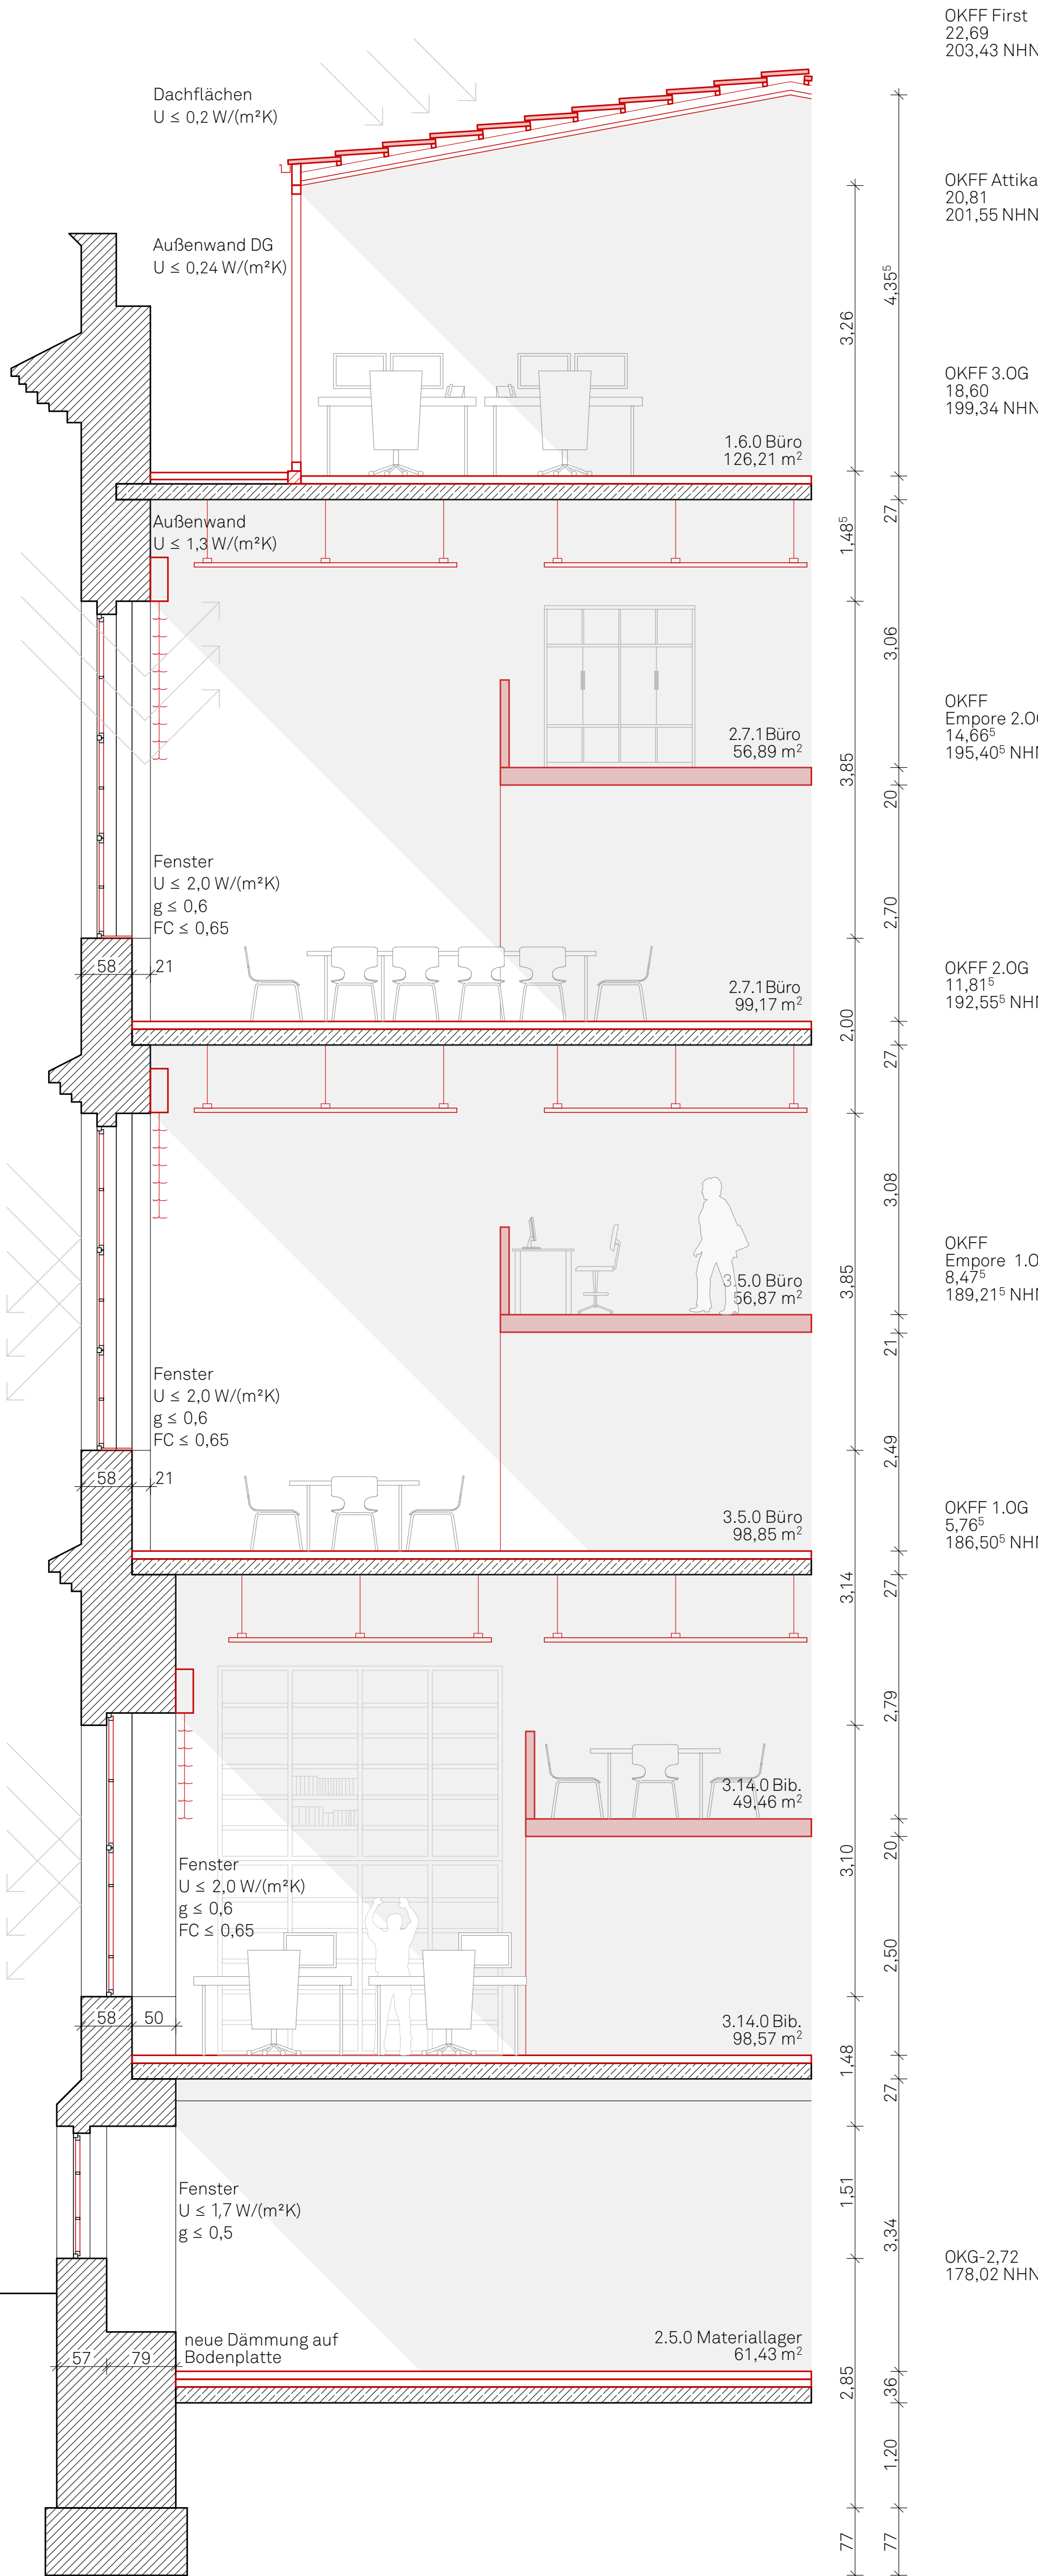 OKFF First
22,69
203,43 NHN
Dachflächen
U ≤ 0,2 W/(m²K)
OKFF Attika
20,81
201,55 NHN
Außenwand DG
U ≤ 0,24 W/(m²K)
4,35⁵
3,26
OKFF 3.OG
18,60
199,34 NHN
1.6.0 Büro
126,21 m²
27
Außenwand
U ≤ 1,3 W/(m²K)
1,48⁵
3,06
OKFF
Empore 2.O
14,66⁵
195,40⁵ NH
2.7.1 Büro
56,89 m²
3,85
20
Fenster
U ≤ 2,0 W/(m²K)
g ≤ 0,6
FC ≤ 0,65
2,70
58
21
OKFF 2.OG
11,81⁵
192,55⁵ NH
2.7.1 Büro
99,17 m²
2,00
27
3,08
OKFF
Empore 1.O
8,47⁵
189,21⁵ NH
3.5.0 Büro
56,87 m²
3,85
21
Fenster
U ≤ 2,0 W/(m²K)
g ≤ 0,6
FC ≤ 0,65
2,49
58
21
OKFF 1.OG
5,76⁵
186,50⁵ NH
3.5.0 Büro
98,85 m²
3,14
27
2,79
3.14.0 Bib.
49,46 m²
3,10
20
Fenster
U ≤ 2,0 W/(m²K)
g ≤ 0,6
FC ≤ 0,65
2,50
58
50
3.14.0 Bib.
98,57 m²
1,48
27
Fenster
U ≤ 1,7 W/(m²K)
g ≤ 0,5
1,51
3,34
OKG-2,72
178,02 NHN
neue Dämmung auf
Bodenplatte
2.5.0 Materiallager
61,43 m²
57
79
2,85
36
1,20
77
77